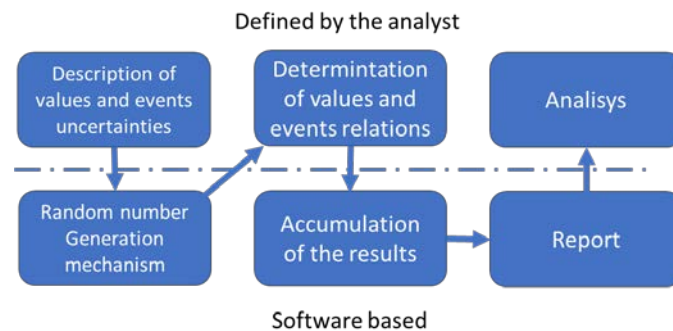 Defined by the analyst
Description of
values and events
uncertainties
Determintation
of values and
events relations
Analisys
Random number
Generation
mechanism
Accumulation
of the results
Report
Software based